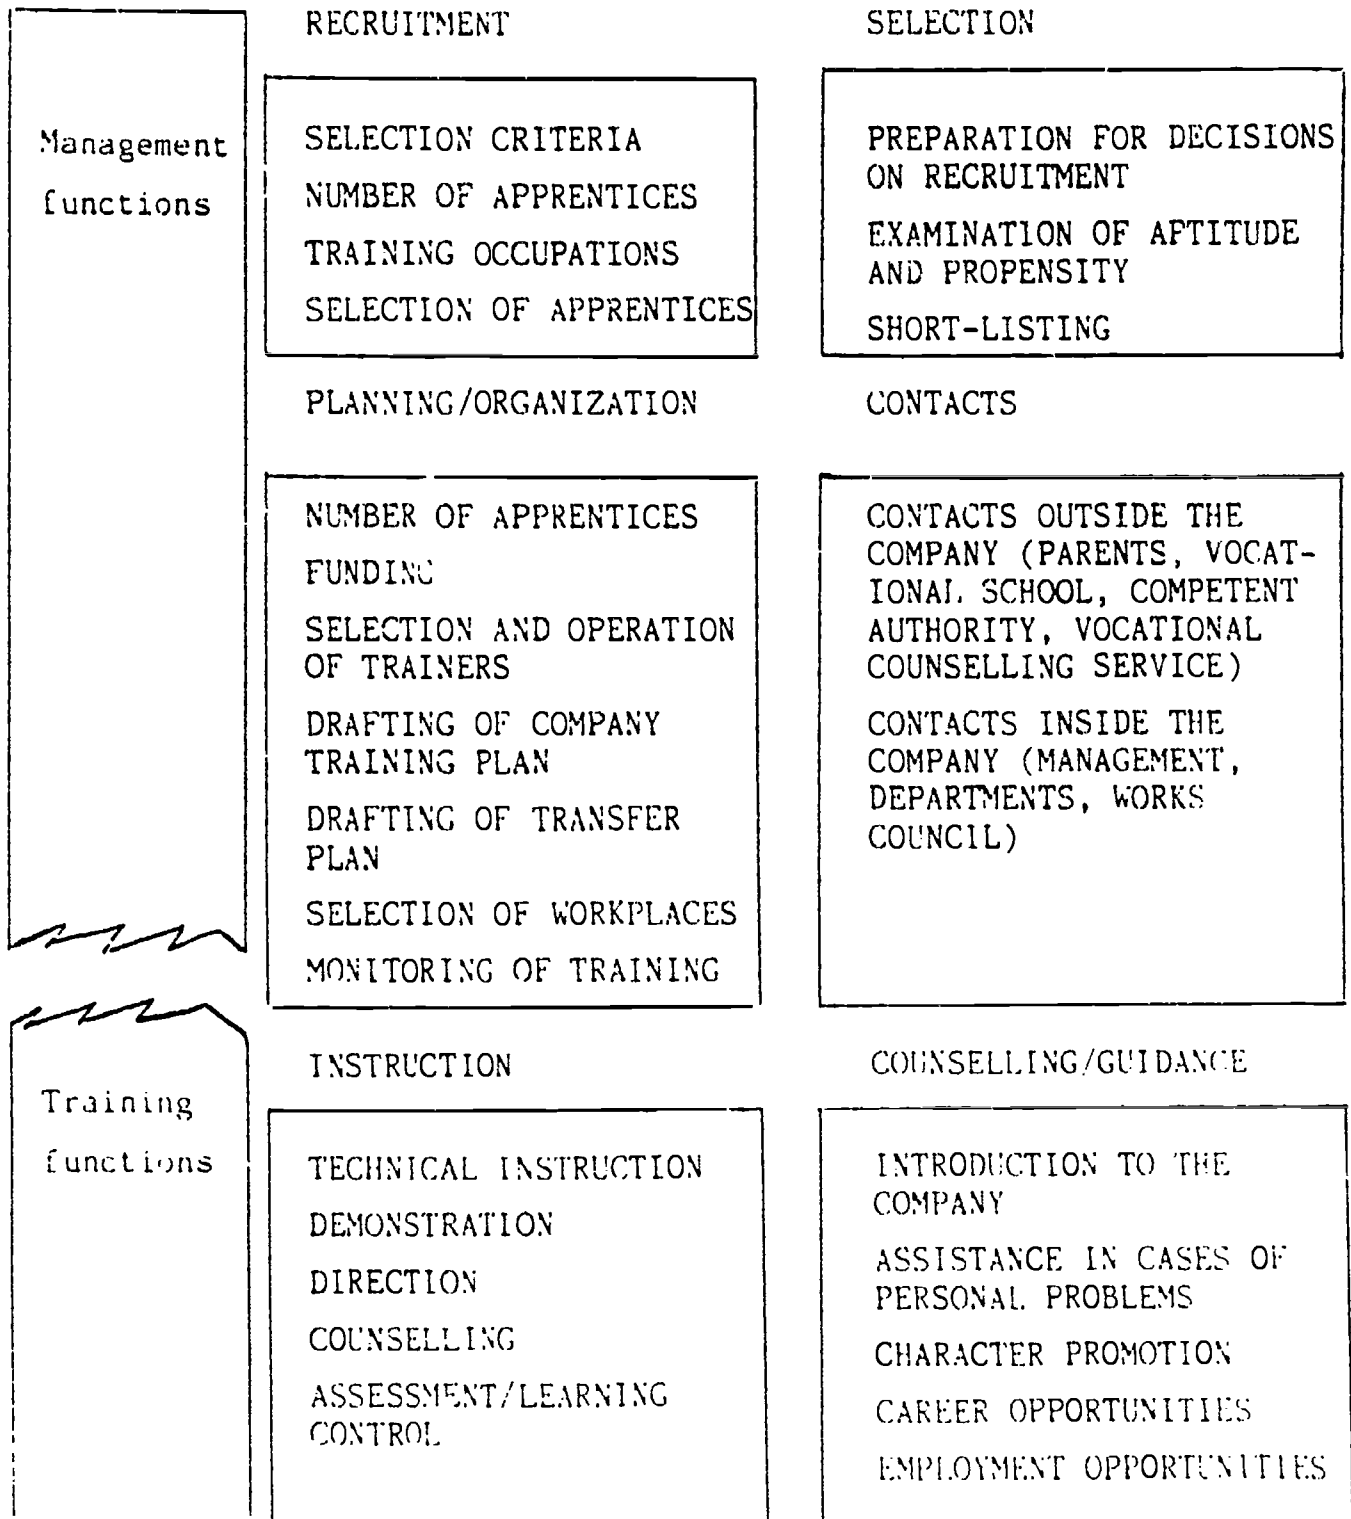 Management
functions
RECRUITMENT
SELECTION CRITERIA
NUMBER OF APPRENTICES
TRAINING OCCUPATIONS
SELECTION OF APPRENTICES
SELECTION
PREPARATION FOR DECISIONS
ON RECRUITMENT
EXAMINATION OF APTITUDE
AND PROPENSITY
SHORT-LISTING
PLANNING/ORGANIZATION
NUMBER OF APPRENTICES
FUNDING
SELECTION AND OPERATION
OF TRAINERS
DRAFTING OF COMPANY
TRAINING PLAN
DRAFTING OF TRANSFER
PLAN
SELECTION OF WORKPLACES
MONITORING OF TRAINING
CONTACTS
CONTACTS OUTSIDE THE
COMPANY (PARENTS, VOCAT-
IONAL SCHOOL, COMPETENT
AUTHORITY, VOCATIONAL
COUNSELLING SERVICE)
CONTACTS INSIDE THE
COMPANY (MANAGEMENT,
DEPARTMENTS, WORKS
COUNCIL)
Training
functions
INSTRUCTION
TECHNICAL INSTRUCTION
DEMONSTRATION
DIRECTION
COUNSELLING
ASSESSMENT/LEARNING
CONTROL
COUNSELLING/GUIDANCE
INTRODUCTION TO THE
COMPANY
ASSISTANCE IN CASES OF
PERSONAL PROBLEMS
CHARACTER PROMOTION
CAREER OPPORTUNITIES
EMPLOYMENT OPPORTUNITIES